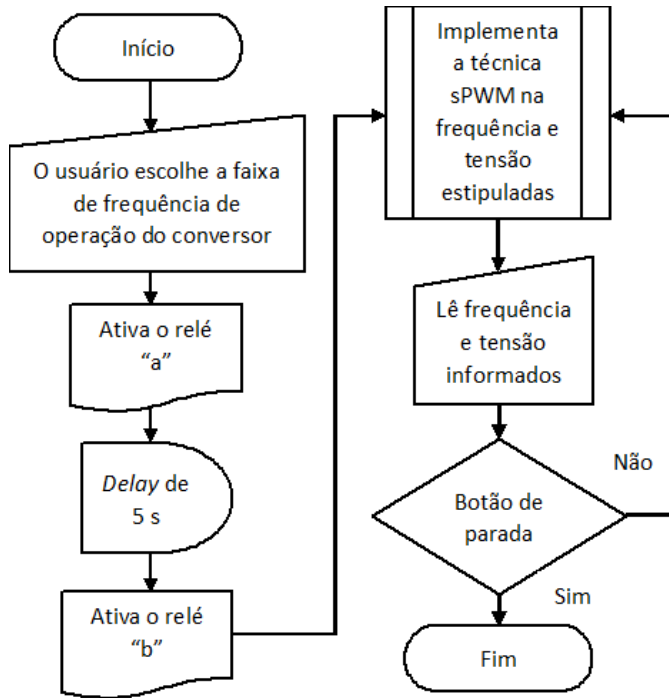 Início
O usuário escolhe a faixa
de frequência de
operação do conversor
Ativa o relé
“a”
Delay de
5 s
Ativa o relé
“b”
Implementa
a técnica
sPWM na
frequência e
tensão
estipuladas
Lê frequência
e tensão
informados
Botão de
parada
Não
Sim
Fim